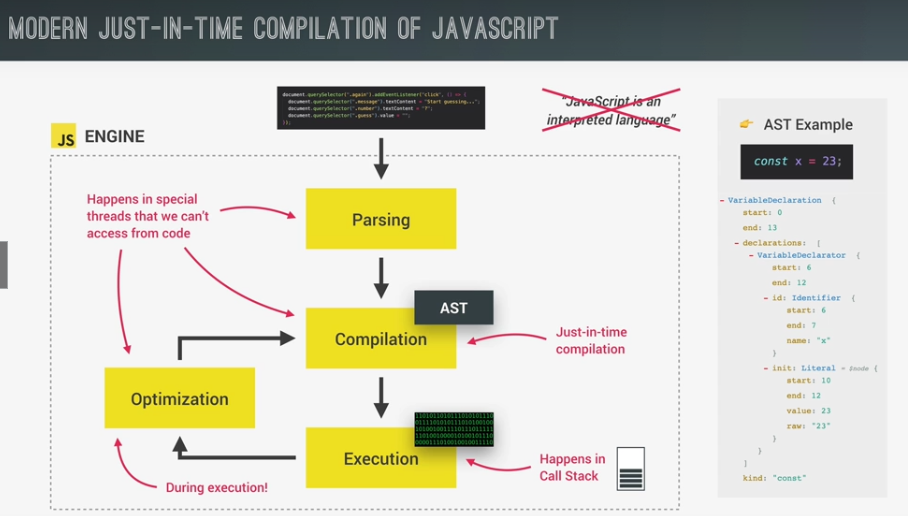 MODERN JUST-IN-TIME COMPILATION OF JAVASCRIPT
document.querySelector(".again").addEventListener("click", () => {
document.querySelector(".message").textContent = "Start guessing...";
document.querySelector(".number").textContent = "?";
document.querySelector(".guess").value = "";
});
"JavaScript is an
interpreted language"
JS ENGINE
Happens in special
threads that we can't
access from code
Parsing
AST
Compilation
Just-in-time
compilation
Optimization
Execution
Happens in
Call Stack
During execution!
👉 AST Example
const x = 23;
- VariableDeclaration {
start: 0
end: 13
- declarations: [
- VariableDeclarator {
start: 6
end: 12
- id: Identifier {
start: 6
end: 7
name: "x"
}
- init: Literal = $node {
start: 10
end: 12
value: 23
raw: "23"
}
}
]
kind: "const"